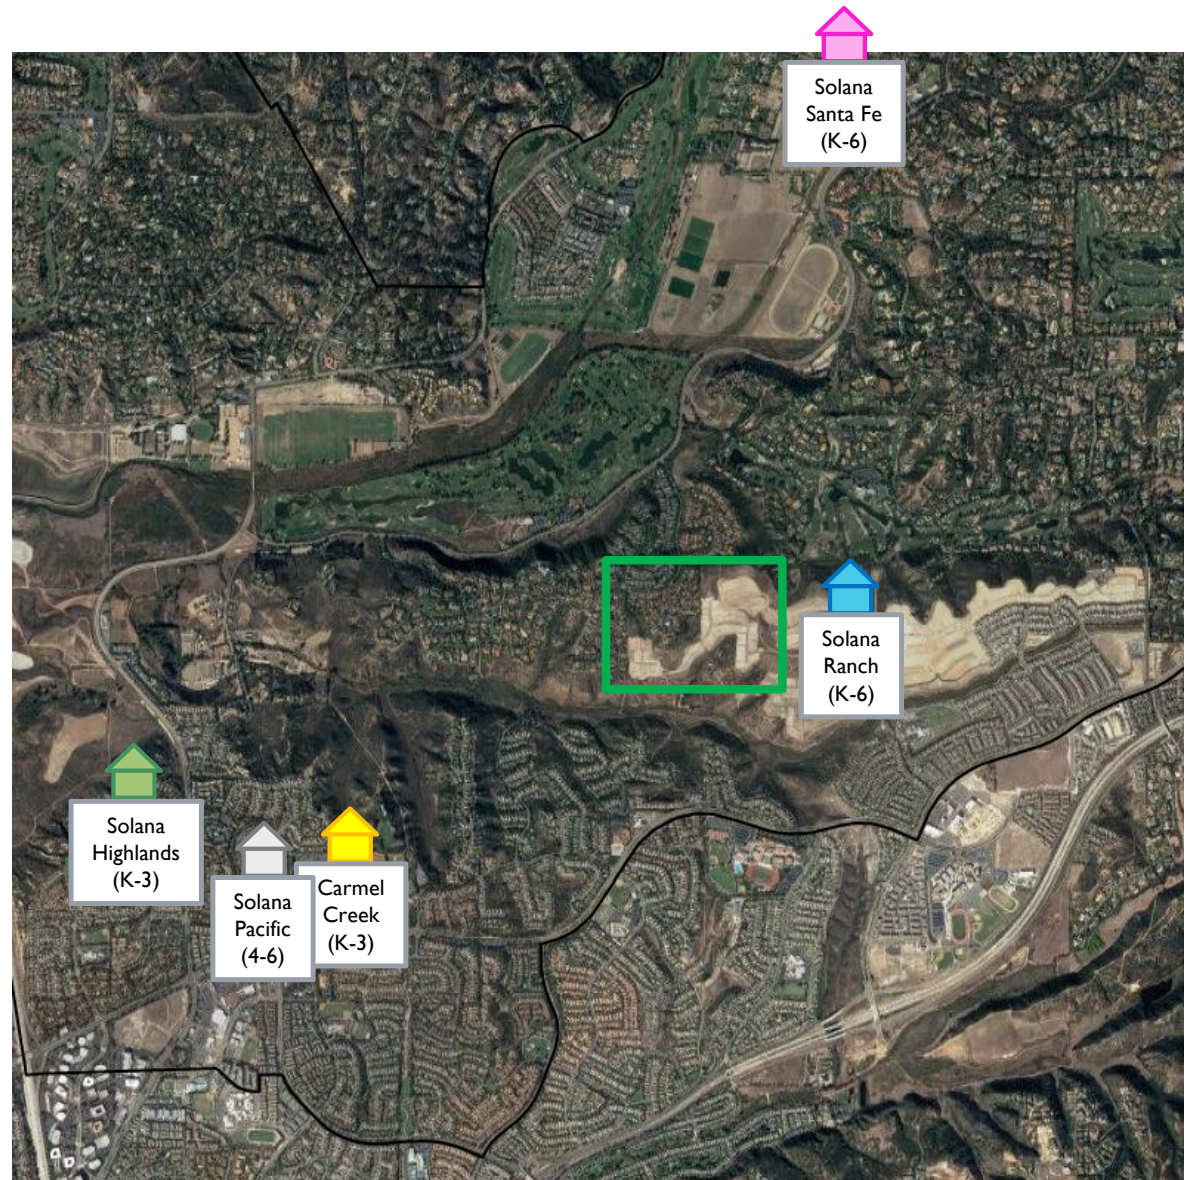 Solana
Santa Fe
(K-6)
Solana
Ranch
(K-6)
Solana
Highlands
(K-3)
Solana
Pacific
(4-6)
Carmel
Creek
(K-3)